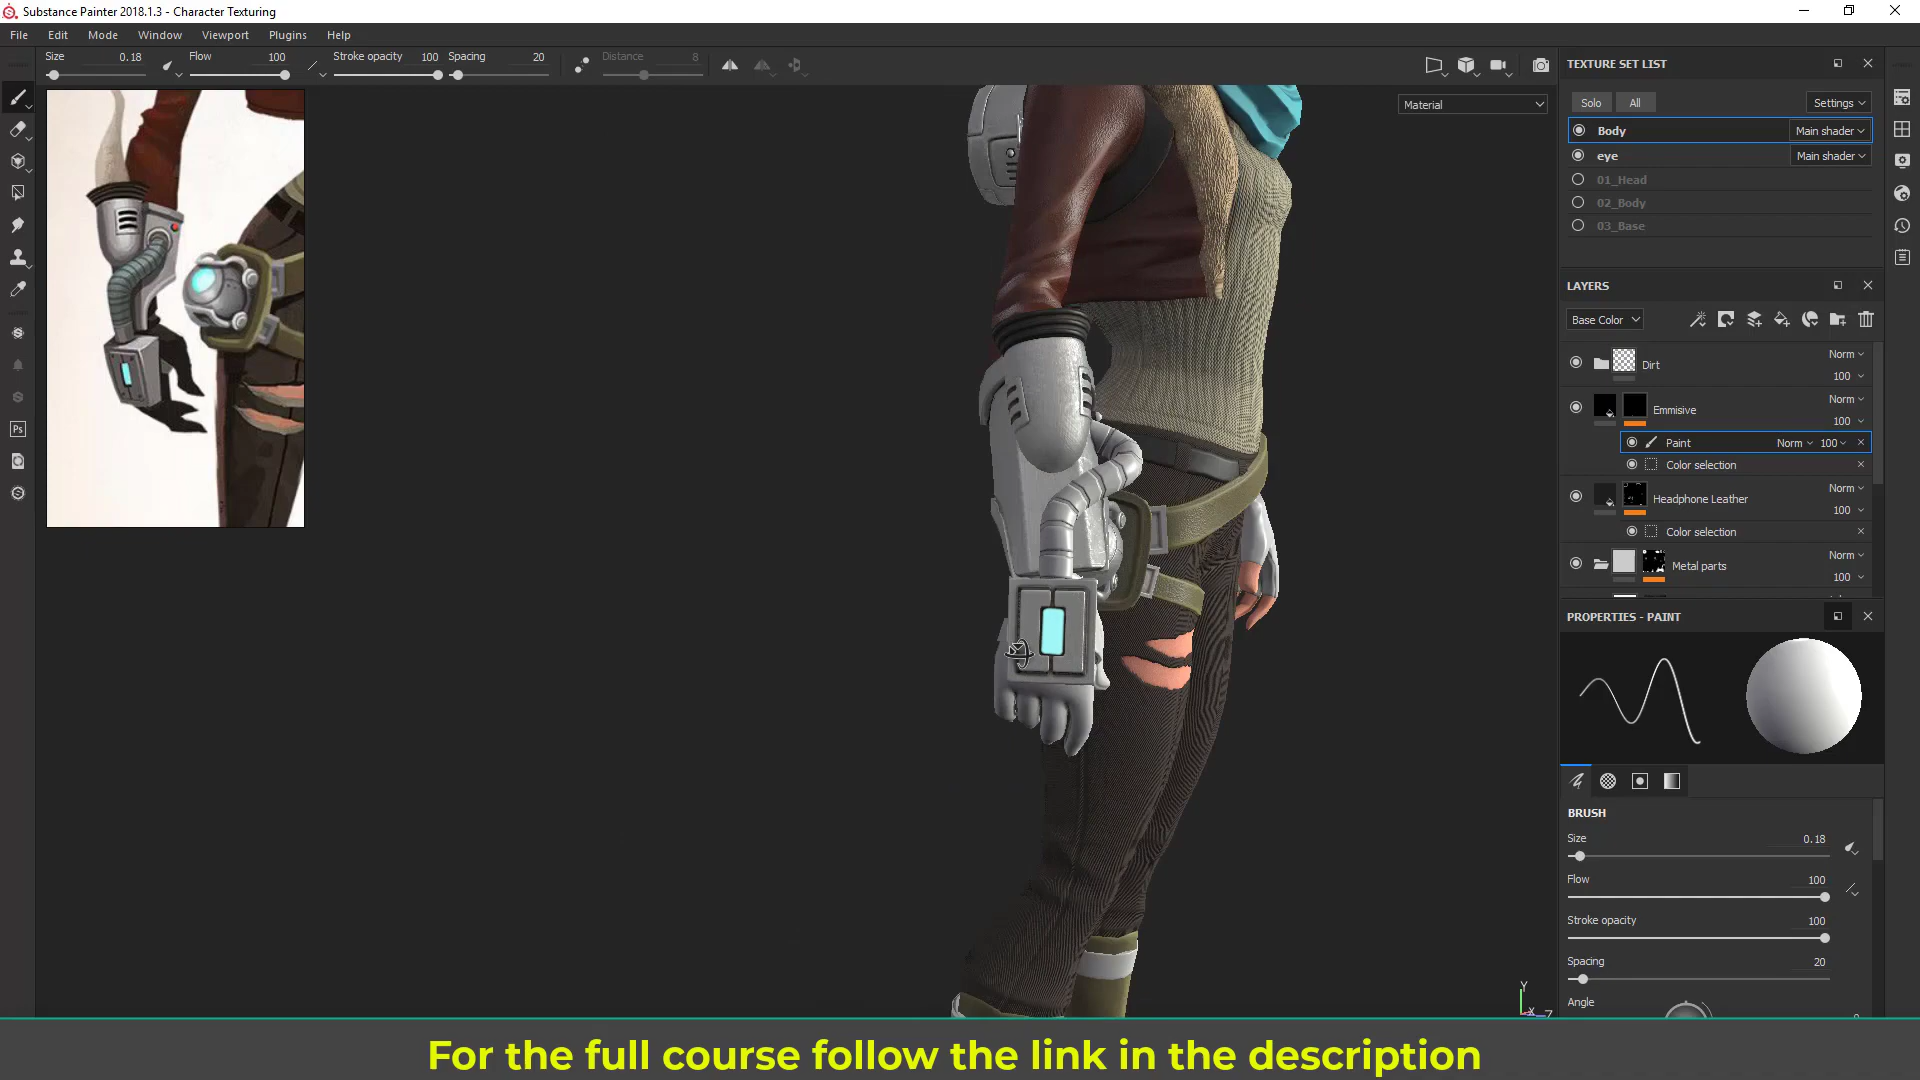 Substance Painter 2018.1.3 - Character Texturing
File Edit Mode Window Viewport Plugins Help
Size 0.18 Flow 100 Stroke opacity 100 Spacing 20 Distance 8
Material
TEXTURE SET LIST
Solo All Settings
Body Main shader
eye Main shader
01_Head
02_Body
03_Base
LAYERS
Base Color
Dirt Norm 100
Emmisive Norm 100
Paint Norm 100
Color selection
Headphone Leather Norm 100
Color selection
Metal parts Norm 100
PROPERTIES - PAINT
BRUSH
Size 0.18
Flow 100
Stroke opacity 100
Spacing 20
Angle
Ps
Y
X
Z
For the full course follow the link in the description